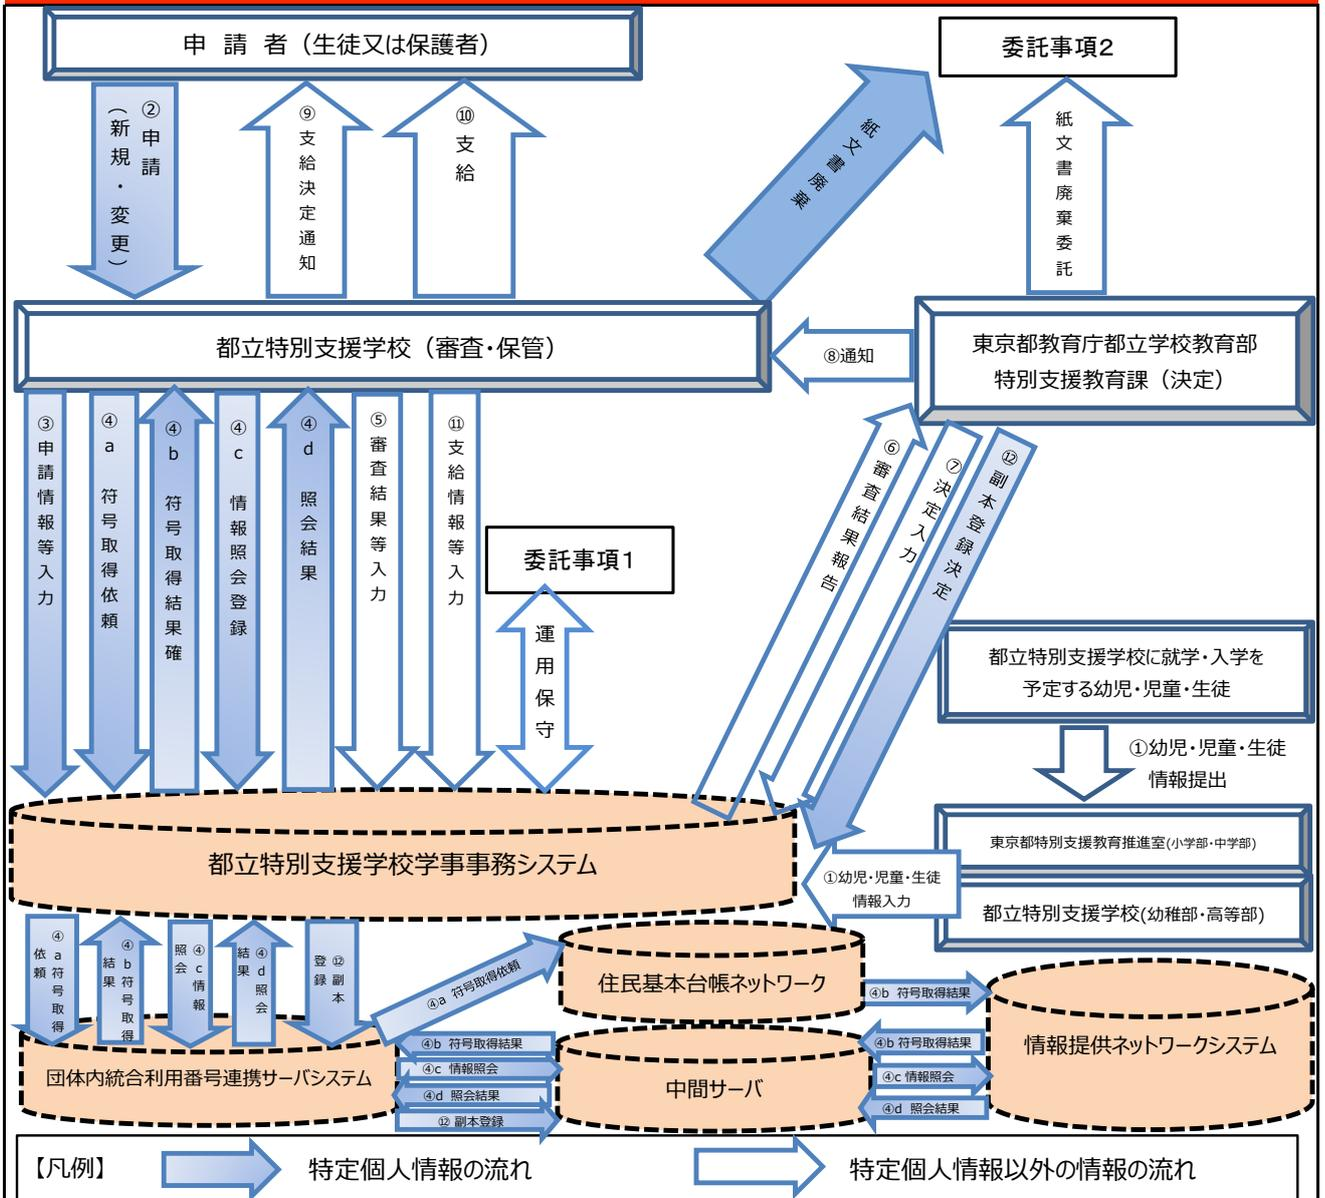 申 請 者（生徒又は保護者）
委託事項２
②申請
（新規・変更）
⑨支給決定通知
⑩支給
紙文書廃棄
紙文書廃棄委託
都立特別支援学校（審査・保管）
⑧通知
東京都教育庁都立学校教育部
特別支援教育課（決定）
③申請情報等入力
④a 符号取得依頼
④b 符号取得結果確
④c 情報照会登録
④d 照会結果
⑤審査結果等入力
⑪支給情報等入力
委託事項１
運用保守
⑥審査結果報告
⑦決定入力
⑫副本登録決定
都立特別支援学校に就学・入学を
予定する幼児・児童・生徒
①幼児・児童・生徒
情報提出
都立特別支援学校学事事務システム
①幼児・児童・生徒
情報入力
東京都特別支援教育推進室(小学部・中学部)
都立特別支援学校(幼稚部・高等部)
④a符号取得
依頼
④b符号取得
結果
④c情報
照会
④d照会
結果
⑫副本
登録
④a 符号取得依頼
住民基本台帳ネットワーク
④b 符号取得結果
団体内統合利用番号連携サーバシステム
④b 符号取得結果
④c 情報照会
④d 照会結果
⑫ 副本登録
中間サーバ
④b 符号取得結果
④c 情報照会
④d 照会結果
情報提供ネットワークシステム
【凡例】
特定個人情報の流れ
特定個人情報以外の情報の流れ